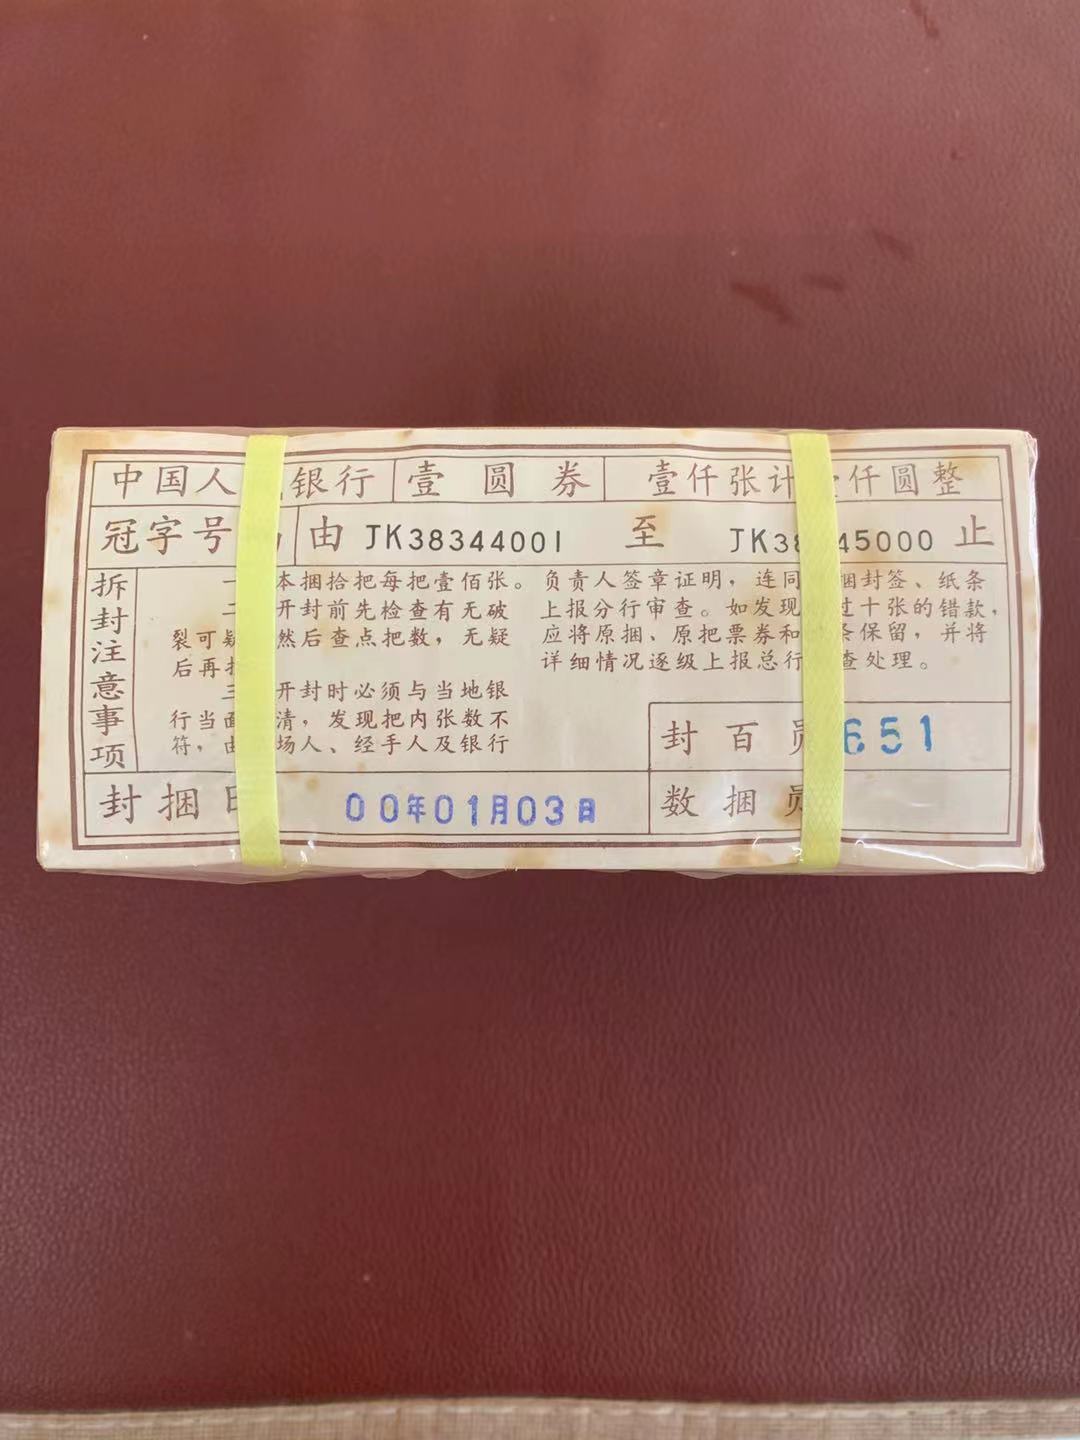 中国人 银行 壹圆券 壹仟张计 仟圆整
冠字号 由 JK38344001 至 JK3 45000 止
拆封注意事项
一 本捆拾把每把壹佰张。
二 开封前先检查有无破
裂可疑 然后查点把数，无疑
后再拆
三 开封时必须与当地银
行当面 清，发现把内张数不
符，由 场人、经手人及银行
负责人签章证明，连同 捆封签、纸条
上报分行审查。如发现 过十张的错款，
应将原捆、原把票券和 条保留，并将
详细情况逐级上报总行 查处理。
封百员 651
封捆日 00年01月03日 数捆员